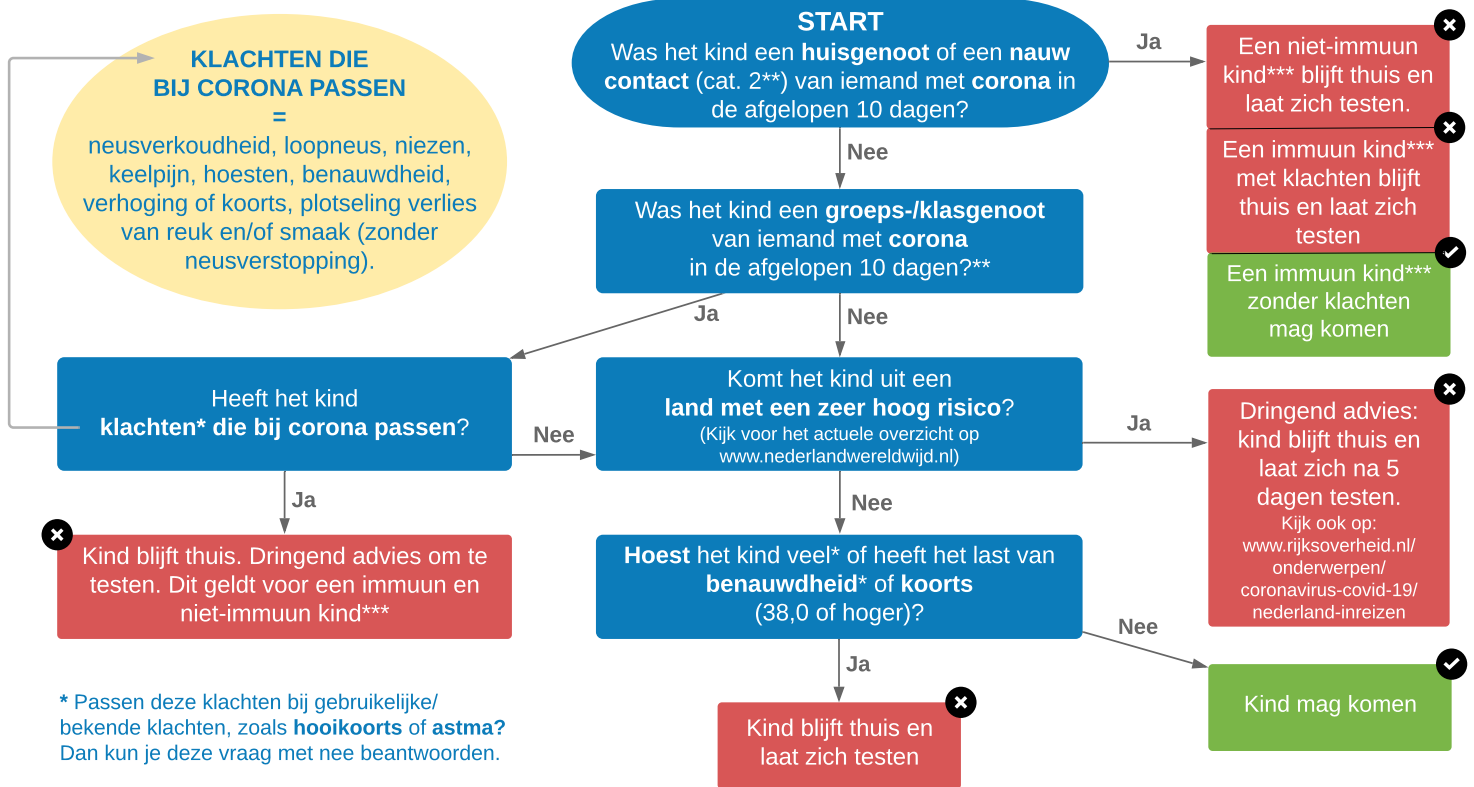 KLACHTEN DIE
BIJ CORONA PASSEN
=
neusverkoudheid, loopneus, niezen,
keelpijn, hoesten, benauwdheid,
verhoging of koorts, plotseling verlies
van reuk en/of smaak (zonder
neusverstopping).
START
Was het kind een huisgenoot of een nauw
contact (cat. 2**) van iemand met corona in
de afgelopen 10 dagen?
Ja
Een niet-immuun
kind*** blijft thuis en
laat zich testen.
Een immuun kind***
met klachten blijft
thuis en laat zich
testen
Een immuun kind***
zonder klachten
mag komen
Nee
Was het kind een groeps-/klasgenoot
van iemand met corona
in de afgelopen 10 dagen?**
Ja
Nee
Heeft het kind
klachten* die bij corona passen?
Nee
Ja
Kind blijft thuis. Dringend advies om te
testen. Dit geldt voor een immuun en
niet-immuun kind***
Komt het kind uit een
land met een zeer hoog risico?
(Kijk voor het actuele overzicht op
www.nederlandwereldwijd.nl)
Ja
Dringend advies:
kind blijft thuis en
laat zich na 5
dagen testen.
Kijk ook op:
www.rijksoverheid.nl/
onderwerpen/
coronavirus-covid-19/
nederland-inreizen
Nee
Hoest het kind veel* of heeft het last van
benauwdheid* of koorts
(38,0 of hoger)?
Nee
Kind mag komen
Ja
Kind blijft thuis en
laat zich testen
* Passen deze klachten bij gebruikelijke/
bekende klachten, zoals hooikoorts of astma?
Dan kun je deze vraag met nee beantwoorden.